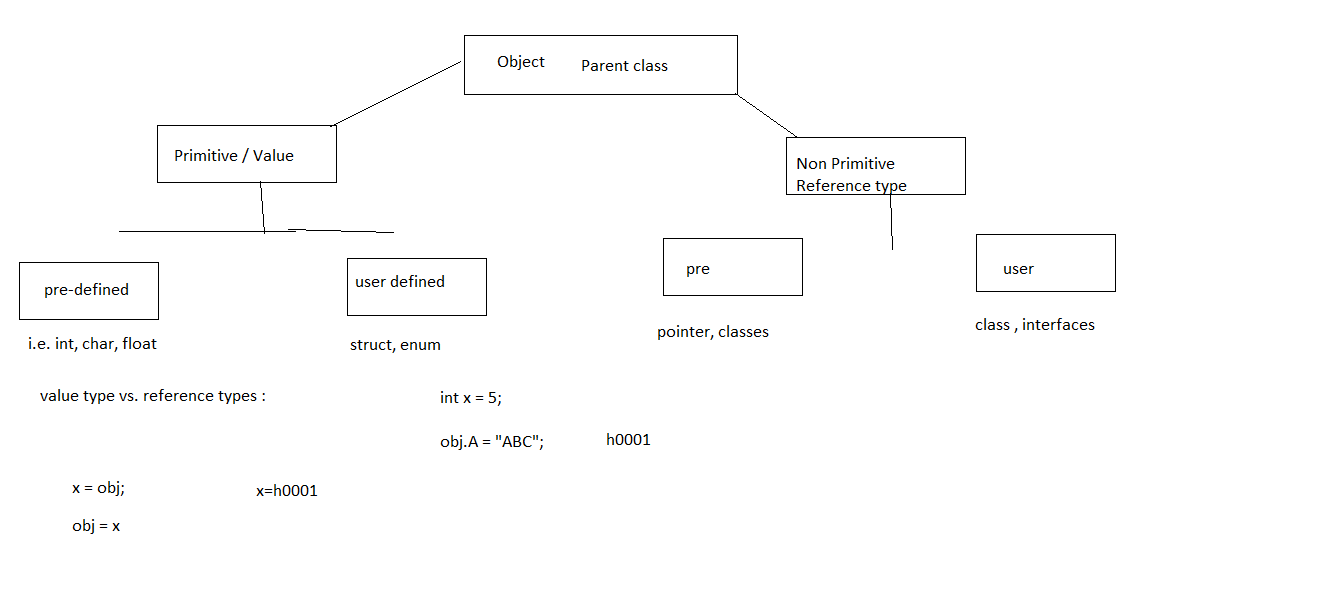 Object Parent class
Primitive / Value
Non Primitive
Reference type
pre-defined
user defined
pre
user
i.e. int, char, float
struct, enum
pointer, classes
class , interfaces
value type vs. reference types :
int x = 5;
obj.A = "ABC"; h0001
x = obj; x=h0001
obj = x